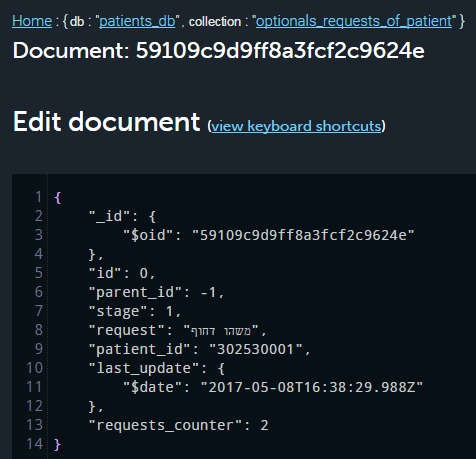 Home : { db : "patients_db", collection : "optionals_requests_of_patient" }
Document: 59109c9d9ff8a3fcf2c9624e
Edit document (view keyboard shortcuts)
1 {
2 "_id": {
3 "$oid": "59109c9d9ff8a3fcf2c9624e"
4 },
5 "id": 0,
6 "parent_id": -1,
7 "stage": 1,
8 "request": "משהו דחוף",
9 "patient_id": "302530001",
10 "last_update": {
11 "$date": "2017-05-08T16:38:29.988Z"
12 },
13 "requests_counter": 2
14 }